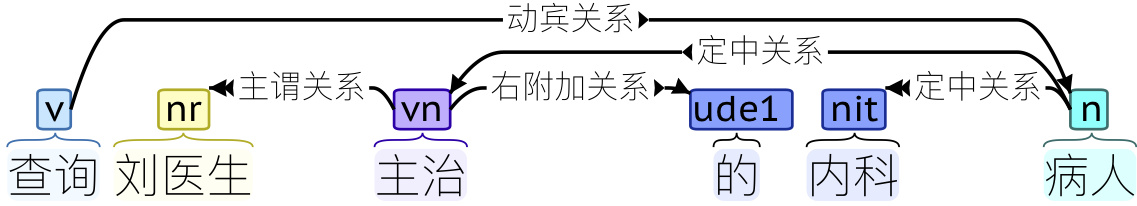 动宾关系
定中关系
主谓关系 右附加关系 定中关系
v nr vn ude1 nit n
查询 刘医生 主治 的 内科 病人